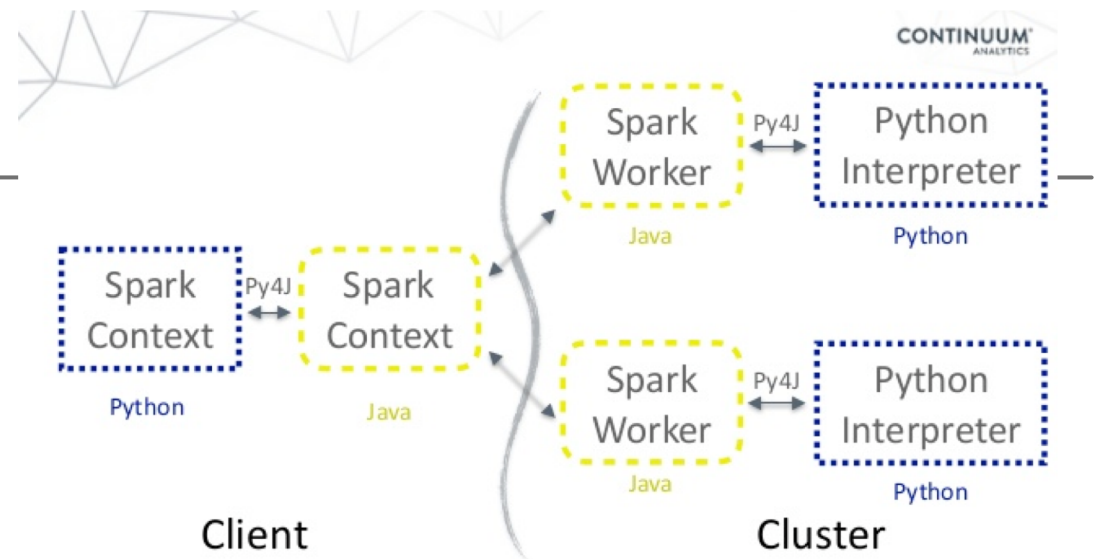 CONTINUUM
ANALYTICS
Spark
Worker
Py4J
Python
Interpreter
Java
Python
Spark
Context
Py4J
Spark
Context
Python
Java
Spark
Worker
Py4J
Python
Interpreter
Java
Python
Client
Cluster